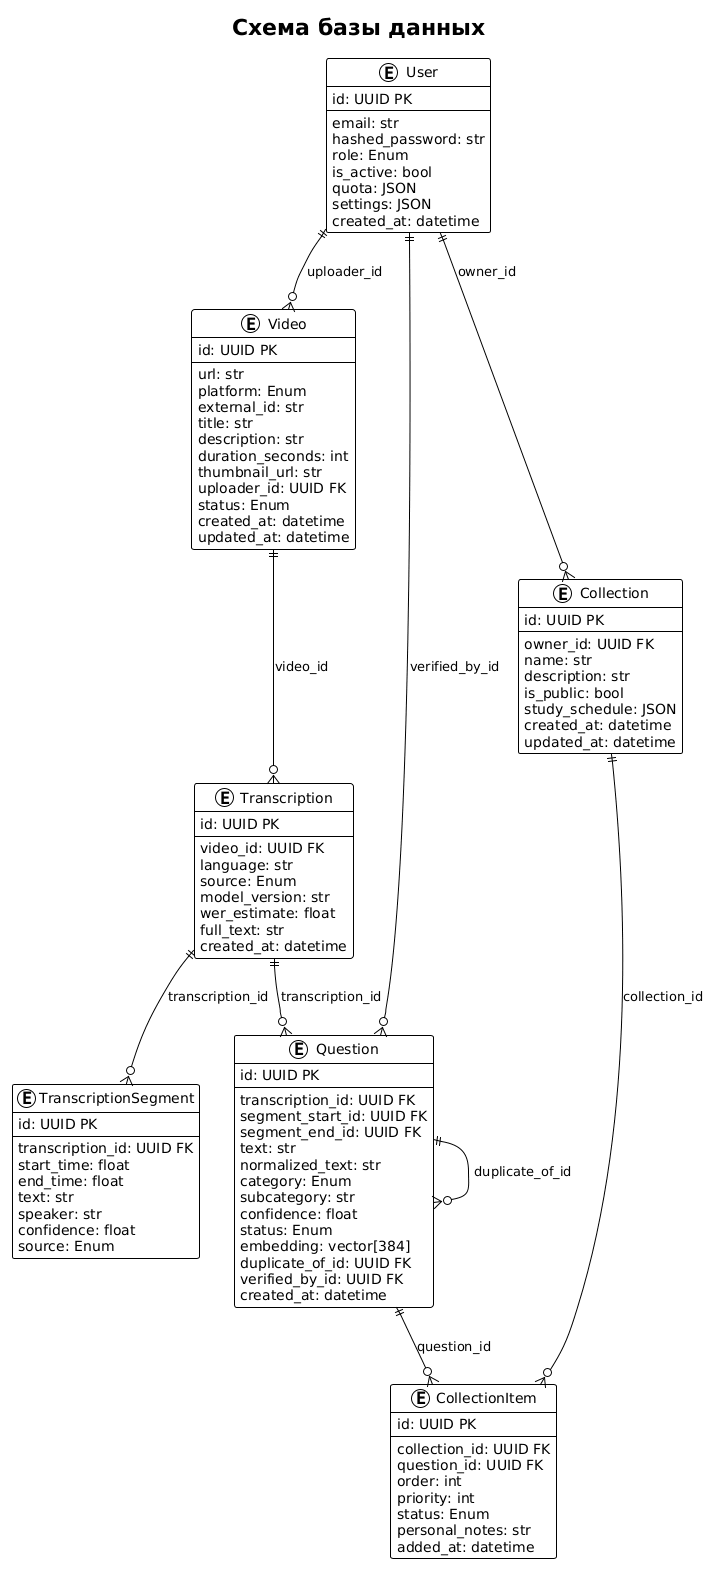 Схема базы данных
E User
id: UUID PK
email: str
hashed_password: str
role: Enum
is_active: bool
quota: JSON
settings: JSON
created_at: datetime
uploader_id
owner_id
E Video
id: UUID PK
url: str
platform: Enum
external_id: str
title: str
description: str
duration_seconds: int
thumbnail_url: str
uploader_id: UUID FK
status: Enum
created_at: datetime
updated_at: datetime
E Collection
id: UUID PK
owner_id: UUID FK
name: str
description: str
is_public: bool
study_schedule: JSON
created_at: datetime
updated_at: datetime
video_id
verified_by_id
E Transcription
id: UUID PK
video_id: UUID FK
language: str
source: Enum
model_version: str
wer_estimate: float
full_text: str
created_at: datetime
transcription_id
transcription_id
collection_id
E TranscriptionSegment
id: UUID PK
transcription_id: UUID FK
start_time: float
end_time: float
text: str
speaker: str
confidence: float
source: Enum
E Question
id: UUID PK
transcription_id: UUID FK
segment_start_id: UUID FK
segment_end_id: UUID FK
text: str
normalized_text: str
category: Enum
subcategory: str
confidence: float
status: Enum
embedding: vector[384]
duplicate_of_id: UUID FK
verified_by_id: UUID FK
created_at: datetime
duplicate_of_id
question_id
E CollectionItem
id: UUID PK
collection_id: UUID FK
question_id: UUID FK
order: int
priority: int
status: Enum
personal_notes: str
added_at: datetime